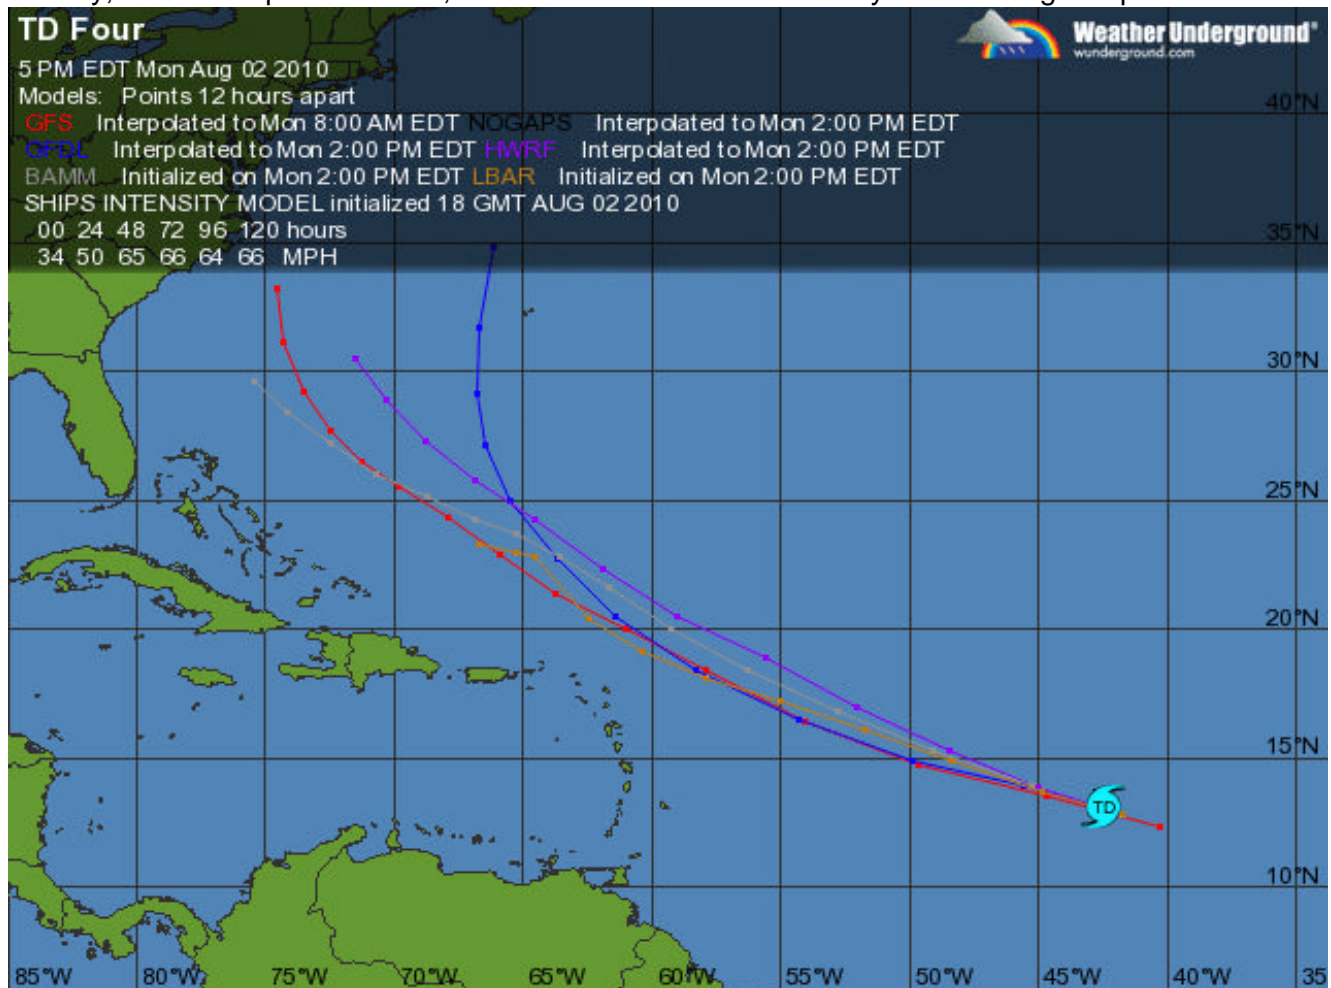 TD Four
Weather Underground®
wunderground.com
5 PM EDT Mon Aug 02 2010
Models: Points 12 hours apart
GFS Interpolated to Mon 8:00 AM EDT NOGAPS Interpolated to Mon 2:00 PM EDT
GFDL Interpolated to Mon 2:00 PM EDT HWRF Interpolated to Mon 2:00 PM EDT
BAMM Initialized on Mon 2:00 PM EDT LBAR Initialized on Mon 2:00 PM EDT
SHIPS INTENSITY MODEL initialized 18 GMT AUG 02 2010
00 24 48 72 96 120 hours
34 50 65 66 64 66 MPH
40°N
35°N
30°N
25°N
20°N
15°N
TD
10°N
85°W 80°W 75°W 70°W 65°W 60°W 55°W 50°W 45°W 40°W 35